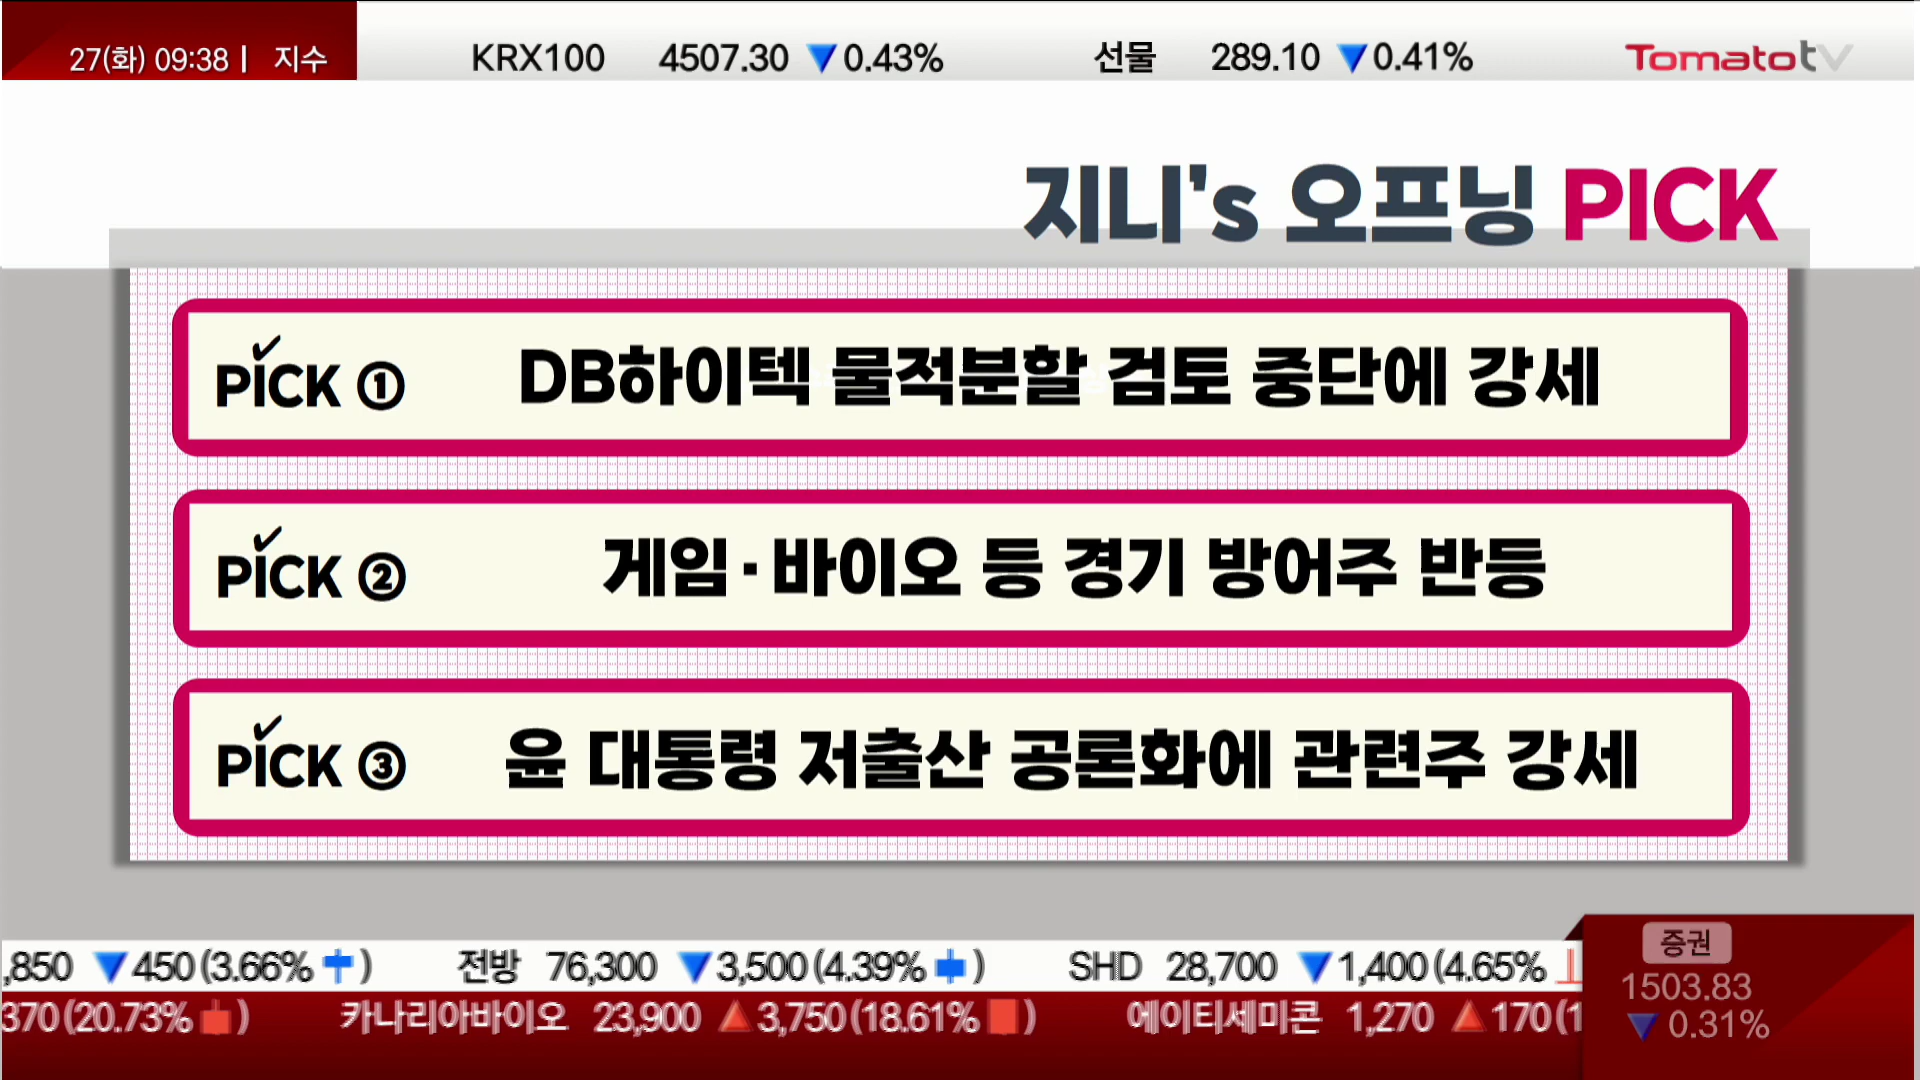 27(화) 09:38 | 지수 KRX100 4507.30 ▼0.43% 선물 289.10 ▼0.41% Tomatotv
지니's 오프닝 PICK
PICK ① DB하이텍 물적분할 검토 중단에 강세
PICK ② 게임·바이오 등 경기 방어주 반등
PICK ③ 윤 대통령 저출산 공론화에 관련주 강세
,850 ▼450(3.66% ) 전방 76,300 ▼3,500(4.39% ) SHD 28,700 ▼1,400(4.65%
370(20.73% ) 카나리아바이오 23,900 ▲3,750(18.61% ) 에이티세미콘 1,270 ▲170(1
증권
1503.83
▼ 0.31%